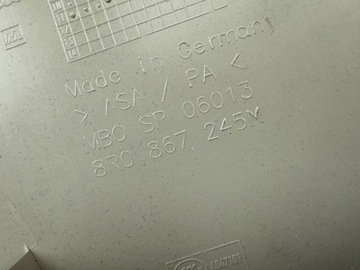 Made in Germany
> ASA / PA <
MBO SP 06013
8R0 867. 245M